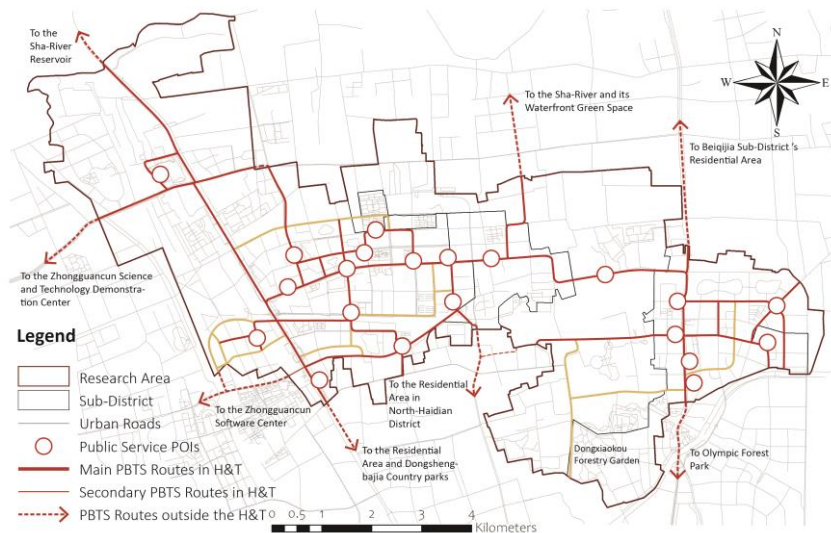 To the
Sha-River
Reservoir
N
W
E
S
To the Sha-River and its
Waterfront Green Space
To Beiqijia Sub-District 's
Residential Area
To the Zhongguancun Science
and Technology Demonstra-
tion Center
Legend
Research Area
Sub-District
Urban Roads
Public Service POIs
Main PBTS Routes in H&T
Secondary PBTS Routes in H&T
PBTS Routes outside the H&T
To the Zhongguancun
Software Center
To the Residential
Area in
North-Haidian
District
To the Residential
Area and Dongsheng-
bajia Country parks
Dongxiaokou
Forestry Garden
To Olympic Forest
Park
0 0.5 1 2 3 4
Kilometers